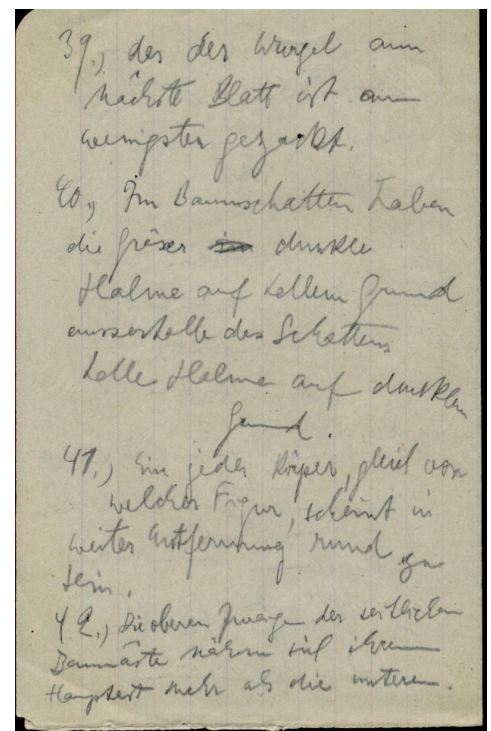 39., das der Wurzel am
nächste Blatt ist am
wenigsten gezackt.
40., Im Baumschatten haben
die Gräser dunkle
Halme auf hellem Grund
ausserhalb des Schattens
helle Halme auf dunklem
Grund.
41., Ein jeder Körper, gleich von
welcher Figur, scheint in
weiter Entfernung rund zu
sein.
42., Die oberen Zweige der seitlichen
Baumäste nähern sich ihrem
Hauptast mehr als die unteren.